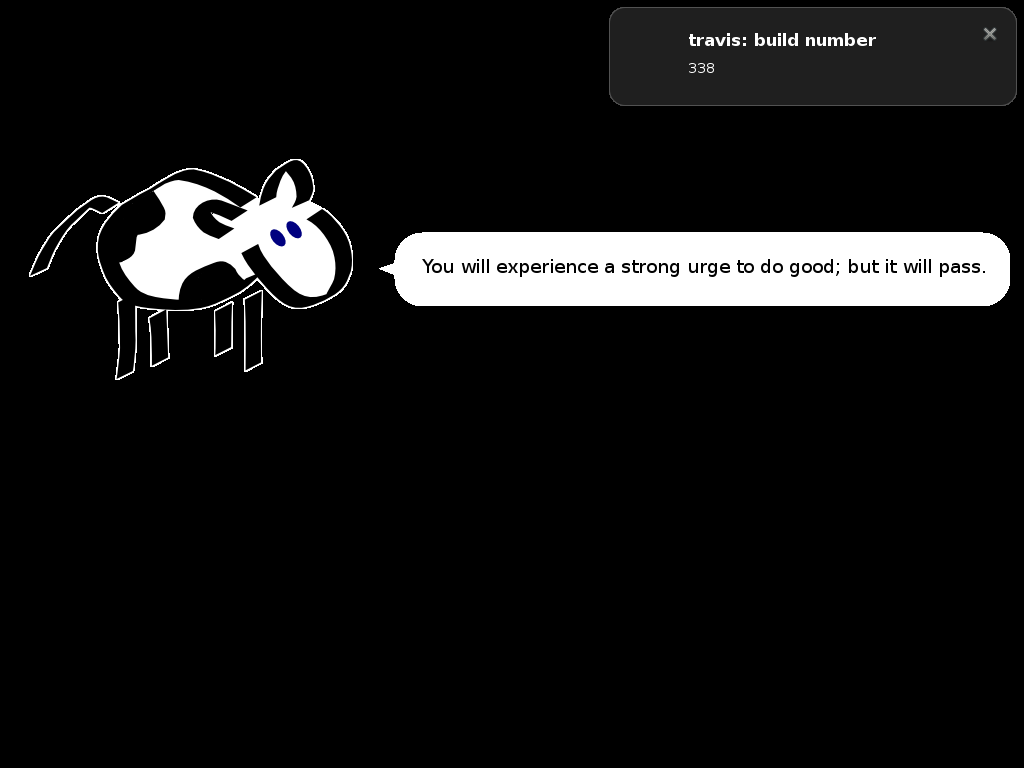 travis: build number
338
You will experience a strong urge to do good; but it will pass.